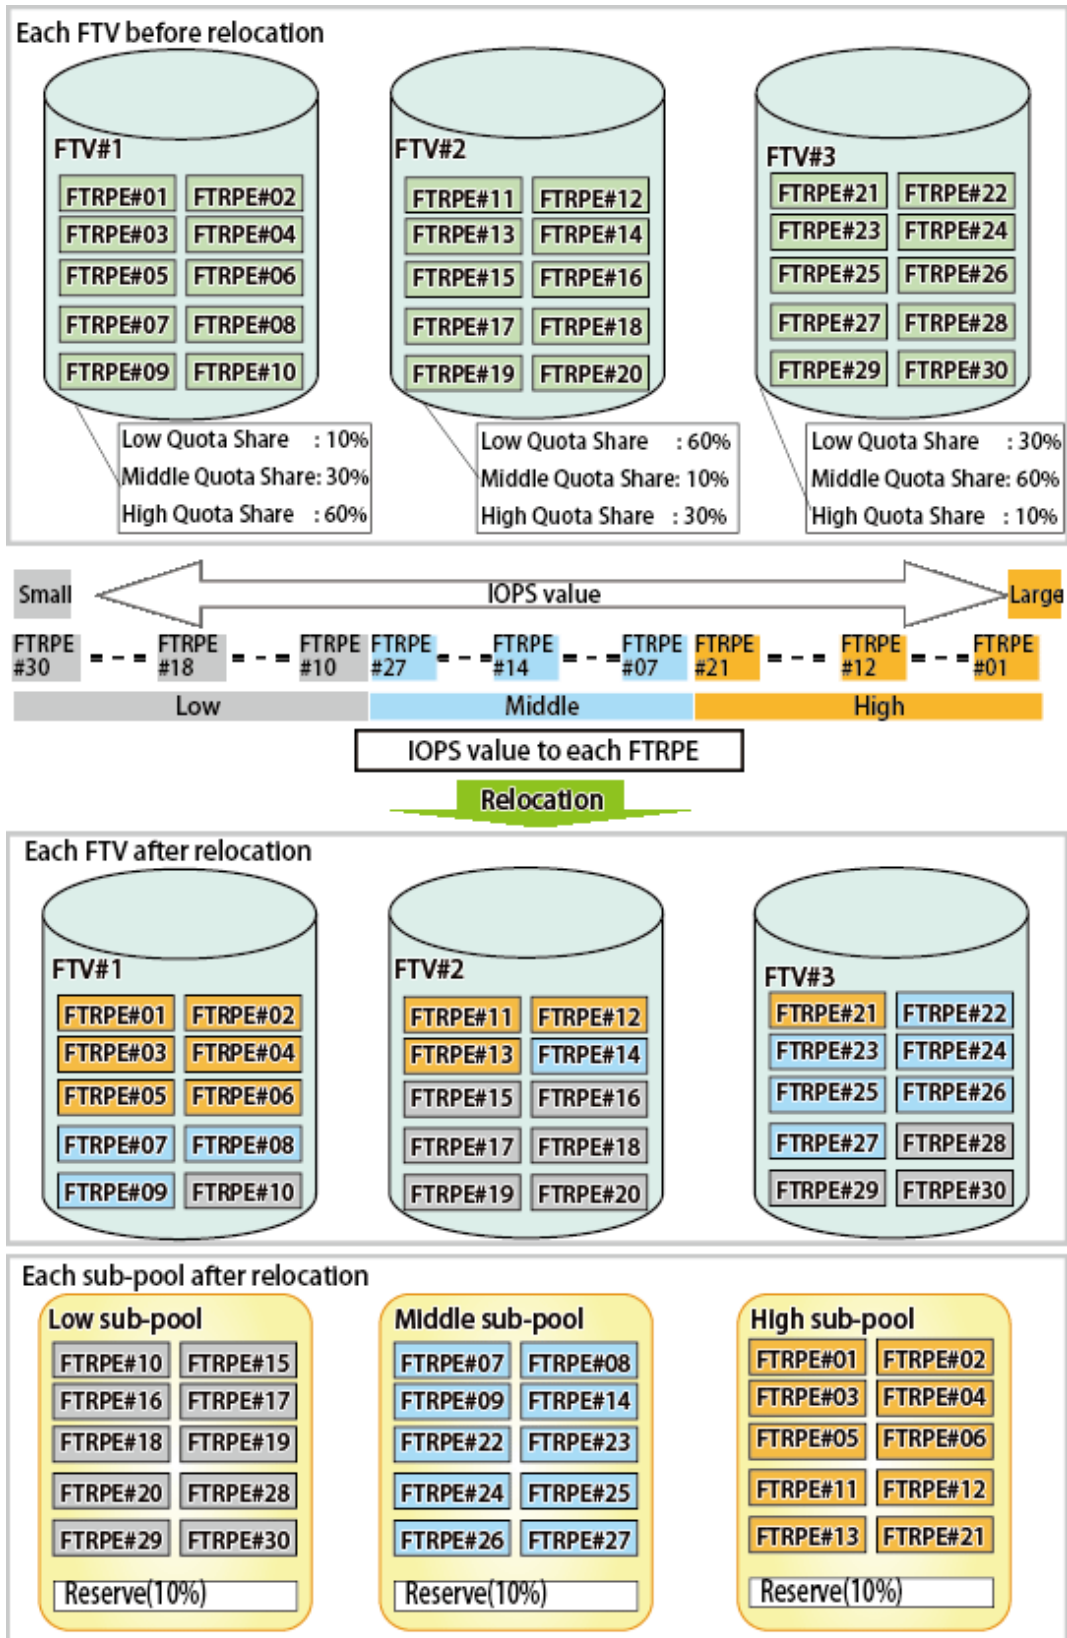 Each FTV before relocation
FTV#1
FTRPE#01 FTRPE#02
FTRPE#03 FTRPE#04
FTRPE#05 FTRPE#06
FTRPE#07 FTRPE#08
FTRPE#09 FTRPE#10
Low Quota Share : 10%
Middle Quota Share: 30%
High Quota Share : 60%
FTV#2
FTRPE#11 FTRPE#12
FTRPE#13 FTRPE#14
FTRPE#15 FTRPE#16
FTRPE#17 FTRPE#18
FTRPE#19 FTRPE#20
Low Quota Share : 60%
Middle Quota Share: 10%
High Quota Share : 30%
FTV#3
FTRPE#21 FTRPE#22
FTRPE#23 FTRPE#24
FTRPE#25 FTRPE#26
FTRPE#27 FTRPE#28
FTRPE#29 FTRPE#30
Low Quota Share : 30%
Middle Quota Share: 60%
High Quota Share : 10%
Small IOPS value Large
FTRPE FTRPE FTRPE FTRPE FTRPE FTRPE FTRPE FTRPE FTRPE
#30 #18 #10 #27 #14 #07 #21 #12 #01
Low Middle High
IOPS value to each FTRPE
Relocation
Each FTV after relocation
FTV#1
FTRPE#01 FTRPE#02
FTRPE#03 FTRPE#04
FTRPE#05 FTRPE#06
FTRPE#07 FTRPE#08
FTRPE#09 FTRPE#10
FTV#2
FTRPE#11 FTRPE#12
FTRPE#13 FTRPE#14
FTRPE#15 FTRPE#16
FTRPE#17 FTRPE#18
FTRPE#19 FTRPE#20
FTV#3
FTRPE#21 FTRPE#22
FTRPE#23 FTRPE#24
FTRPE#25 FTRPE#26
FTRPE#27 FTRPE#28
FTRPE#29 FTRPE#30
Each sub-pool after relocation
Low sub-pool
FTRPE#10 FTRPE#15
FTRPE#16 FTRPE#17
FTRPE#18 FTRPE#19
FTRPE#20 FTRPE#28
FTRPE#29 FTRPE#30
Reserve(10%)
Middle sub-pool
FTRPE#07 FTRPE#08
FTRPE#09 FTRPE#14
FTRPE#22 FTRPE#23
FTRPE#24 FTRPE#25
FTRPE#26 FTRPE#27
Reserve(10%)
High sub-pool
FTRPE#01 FTRPE#02
FTRPE#03 FTRPE#04
FTRPE#05 FTRPE#06
FTRPE#11 FTRPE#12
FTRPE#13 FTRPE#21
Reserve(10%)